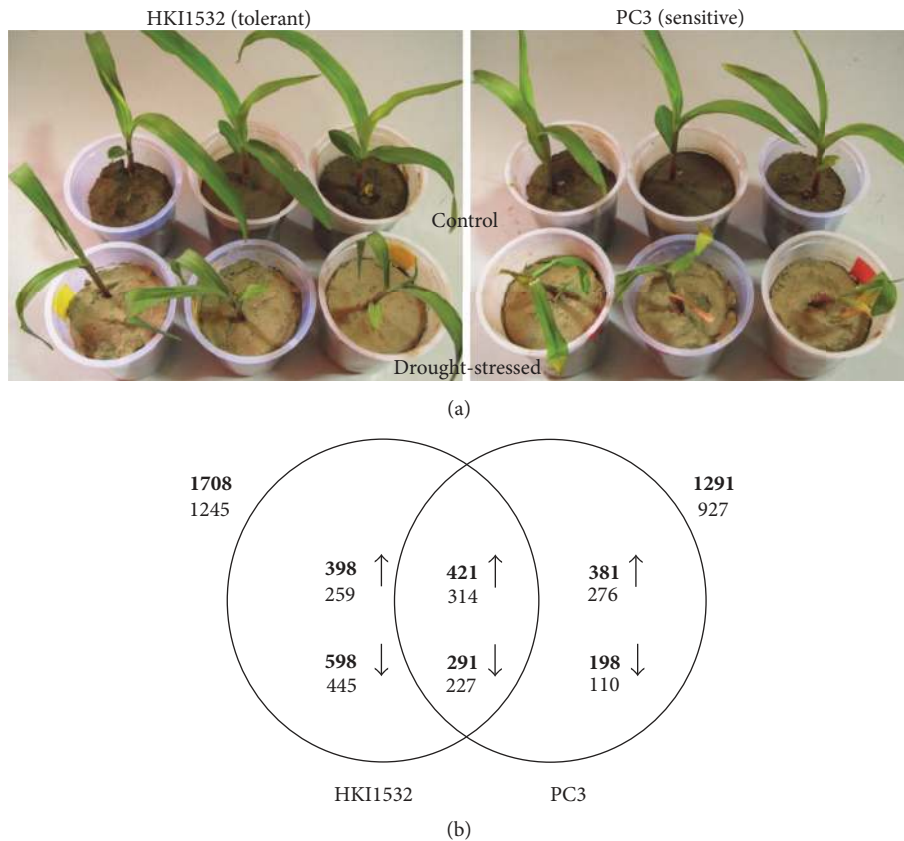 HKI1532 (tolerant)
PC3 (sensitive)
Control
Drought-stressed
(a)
1708
1245
1291
927
398 ↑
259
421 ↑
314
381 ↑
276
598 ↓
445
291 ↓
227
198 ↓
110
HKI1532
PC3
(b)